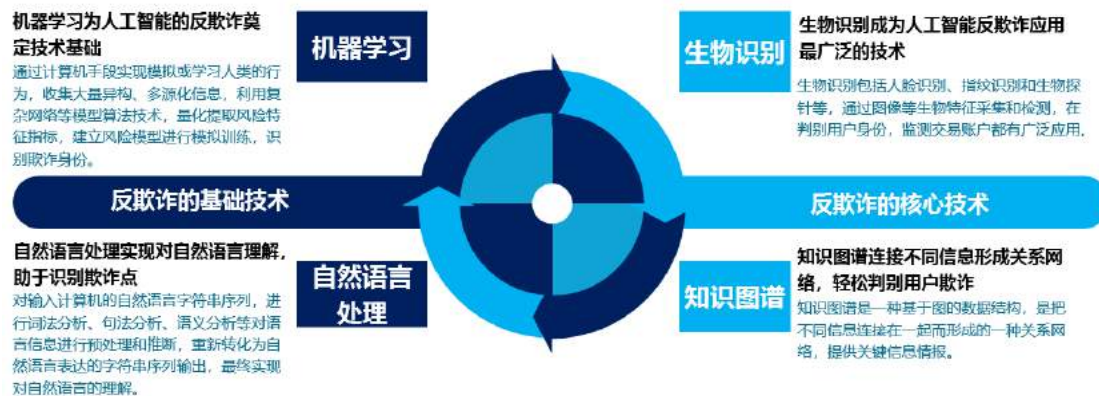 机器学习为人工智能的反欺诈奠
定技术基础
通过计算机手段实现模拟或学习人类的行
为，收集大量异构、多源化信息，利用复
杂网络等模型算法技术，量化提取风险特
征指标，建立风险模型进行模拟训练，识
别欺诈身份。
机器学习
生物识别
生物识别成为人工智能反欺诈应用
最广泛的技术
生物识别包括人脸识别、指纹识别和生物探
针等，通过图像等生物特征采集和检测，在
判别用户身份，监测交易账户都有广泛应用。
反欺诈的基础技术
反欺诈的核心技术
自然语言处理实现对自然语言理解，
助于识别欺诈点
对输入计算机的自然语言字符串序列，进
行词法分析、句法分析、语义分析等对语
言信息进行预处理和推断，重新转化为自
然语言表达的字符串序列输出，最终实现
对自然语言的理解。
自然语言
处理
知识图谱
知识图谱连接不同信息形成关系网
络，轻松判别用户欺诈
知识图谱是一种基于图的数据结构，是把
不同信息连接在一起而形成的一种关系网
络，提供关键信息情报。